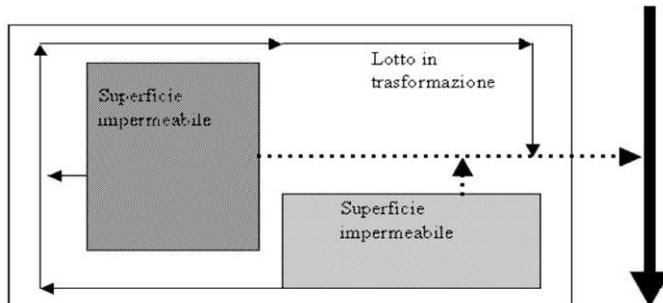 Lotto in
trasformazione
Superficie
impermeabile
Superficie
impermeabile